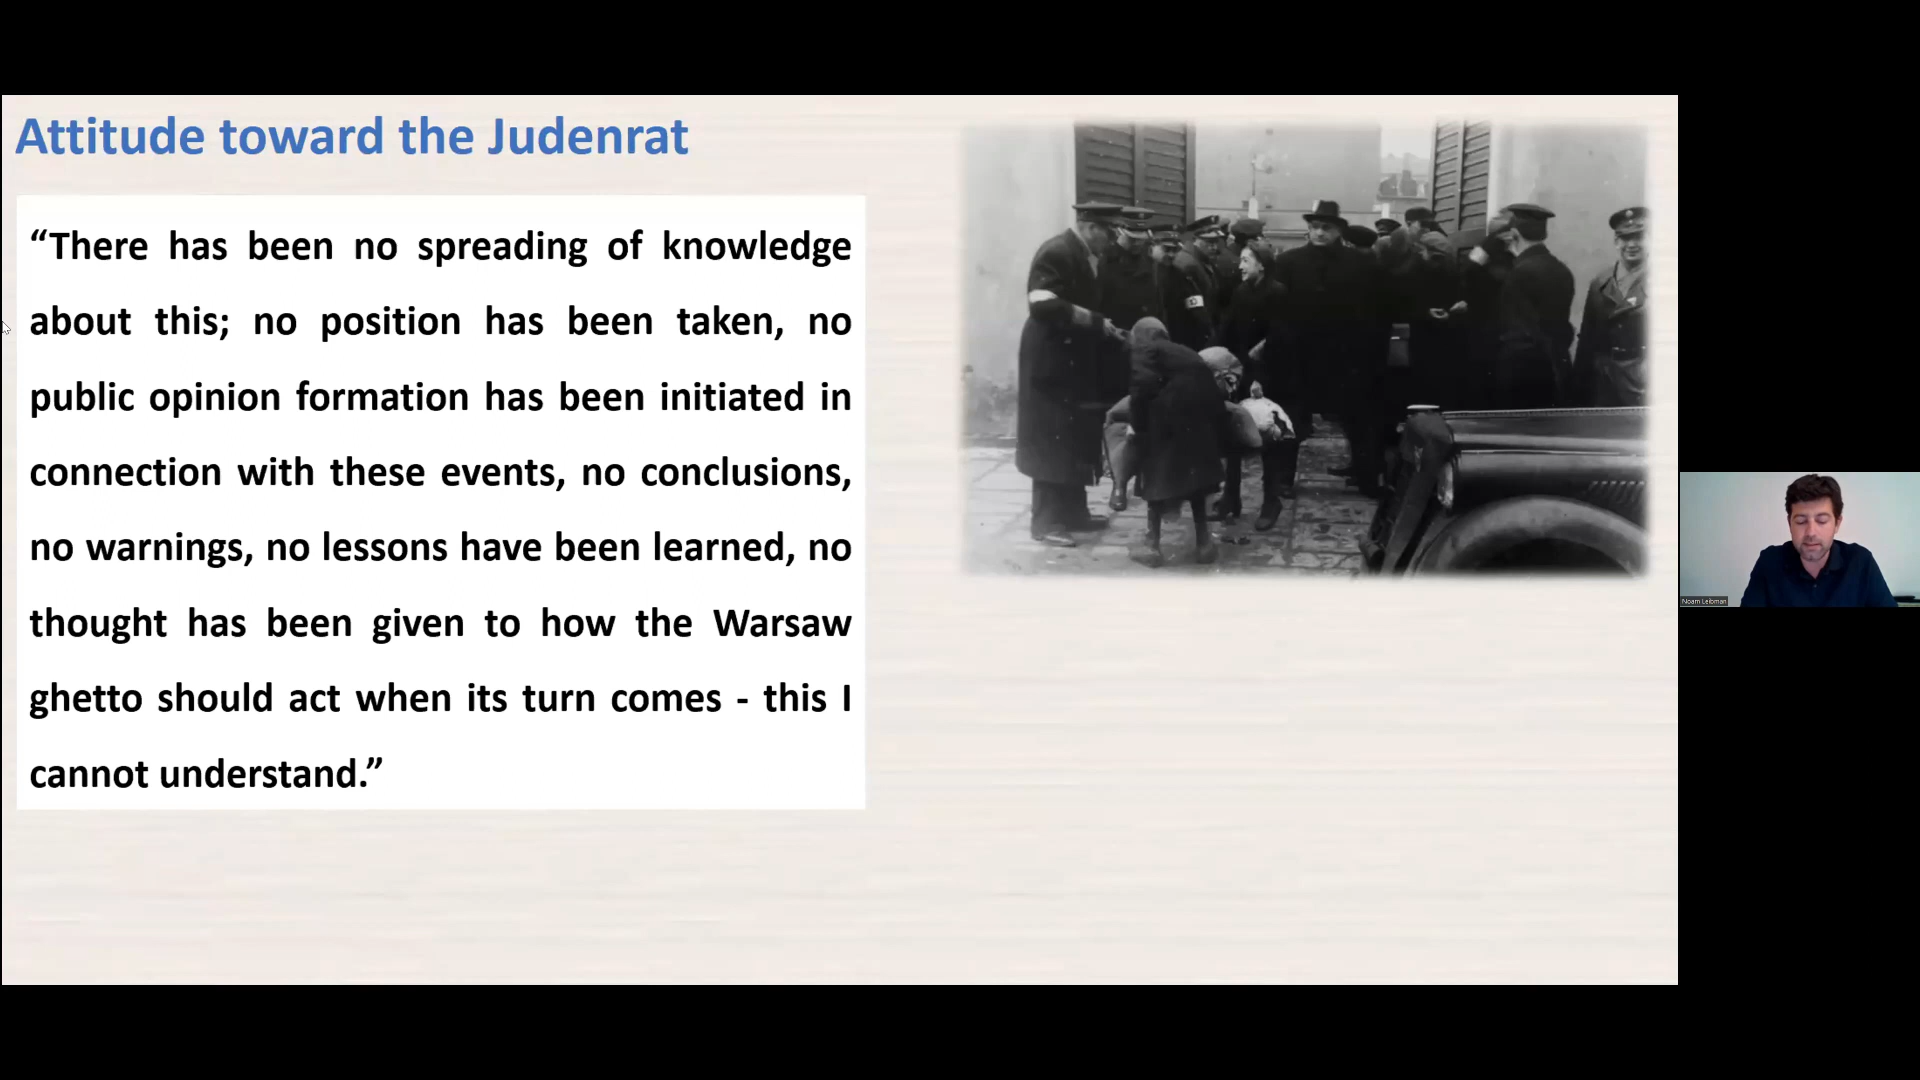 Attitude toward the Judenrat
“There has been no spreading of knowledge
about this; no position has been taken, no
public opinion formation has been initiated in
connection with these events, no conclusions,
no warnings, no lessons have been learned, no
thought has been given to how the Warsaw
ghetto should act when its turn comes - this I
cannot understand.”
Noam Leibman